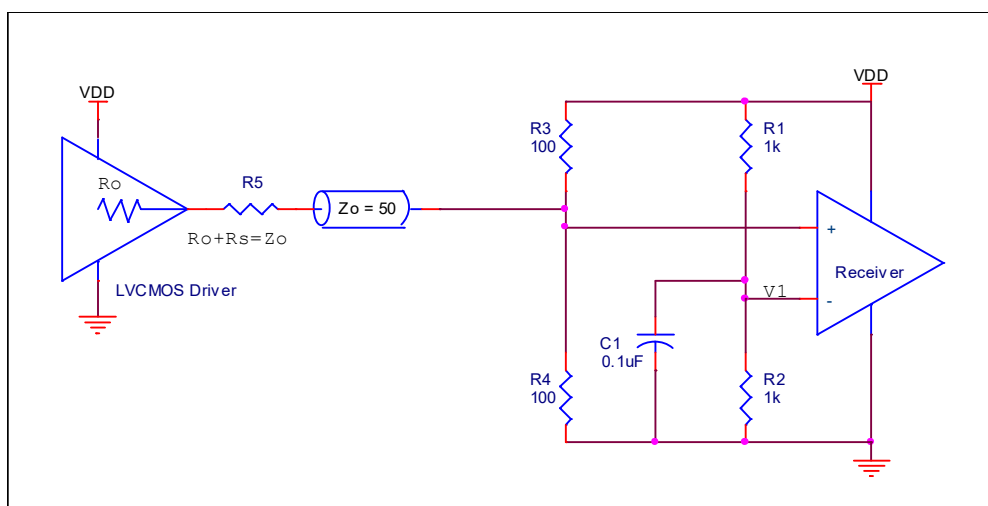 VDD
Ro
R5
Ro+Rs=Zo
LVCMOS Driver
Zo = 50
R3
100
R4
100
C1
0.1uF
VDD
R1
1k
V1
R2
1k
+
-
Receiver